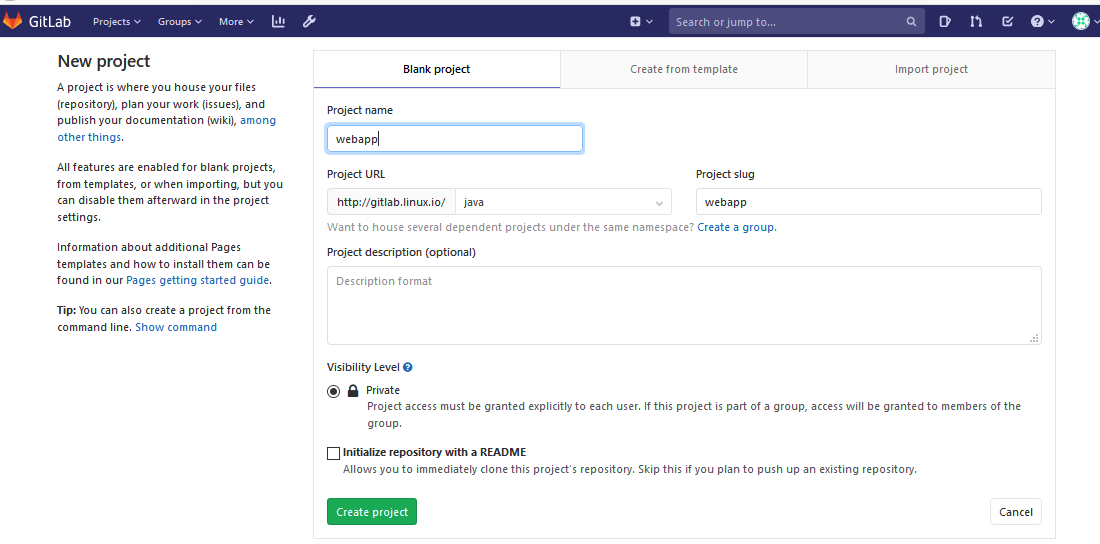 GitLab Projects Groups More Search or jump to...
New project
A project is where you house your files
(repository), plan your work (issues), and
publish your documentation (wiki), among
other things.
All features are enabled for blank projects,
from templates, or when importing, but you
can disable them afterward in the project
settings.
Information about additional Pages
templates and how to install them can be
found in our Pages getting started guide.
Tip: You can also create a project from the
command line. Show command
Blank project Create from template Import project
Project name
webapp
Project URL Project slug
http://gitlab.linux.io/ java webapp
Want to house several dependent projects under the same namespace? Create a group.
Project description (optional)
Description format
Visibility Level
Private
Project access must be granted explicitly to each user. If this project is part of a group, access will be granted to members of the
group.
Initialize repository with a README
Allows you to immediately clone this project's repository. Skip this if you plan to push up an existing repository.
Create project Cancel